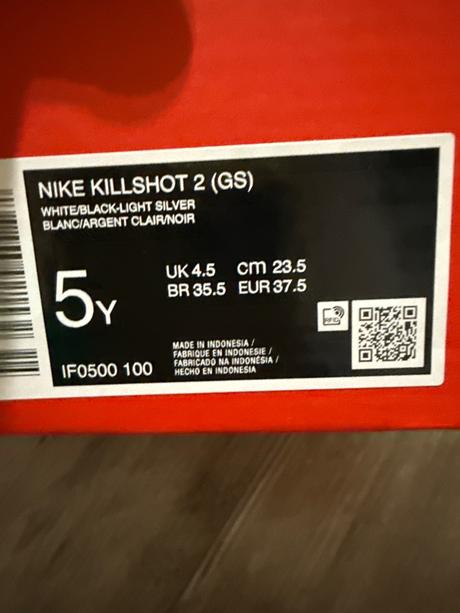 NIKE KILLSHOT 2 (GS)
WHITE/BLACK-LIGHT SILVER
BLANC/ARGENT CLAIR/NOIR
5Y
UK 4.5 cm 23.5
BR 35.5 EUR 37.5
RFID
IF0500 100
MADE IN INDONESIA /
FABRIQUE EN INDONESIE /
FABRICADO NA INDONÉSIA /
HECHO EN INDONESIA